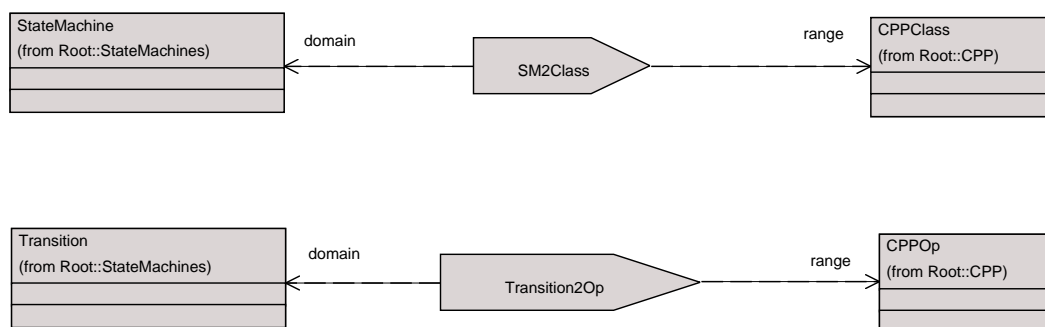 StateMachine
(from Root::StateMachines)
domain
SM2Class
range
CPPClass
(from Root::CPP)
Transition
(from Root::StateMachines)
domain
Transition2Op
range
CPPOp
(from Root::CPP)